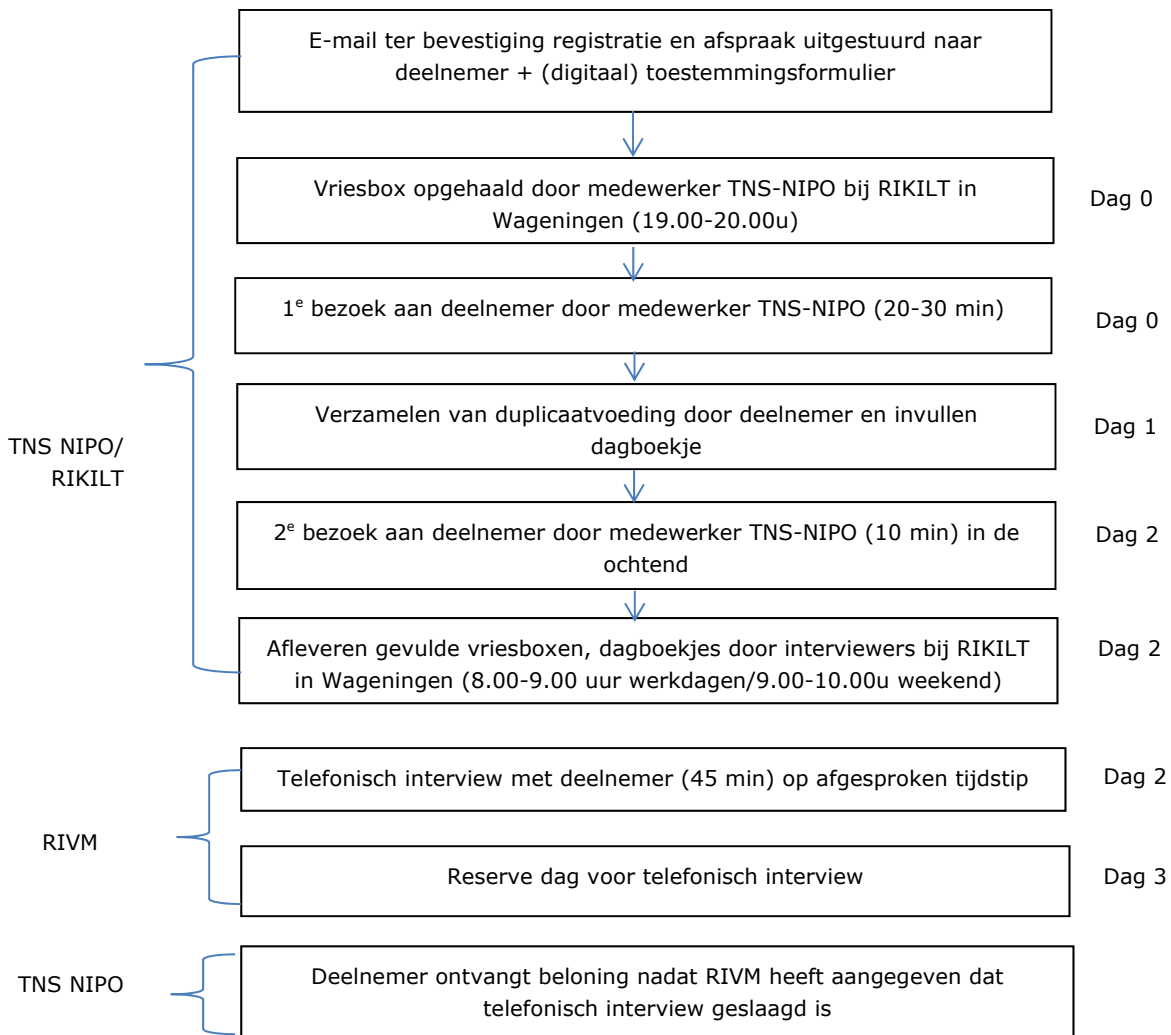 E-mail ter bevestiging registratie en afspraak uitgestuurd naar
deelnemer + (digitaal) toestemmingsformulier
Vriesbox opgehaald door medewerker TNS-NIPO bij RIKILT in
Wageningen (19.00-20.00u)
Dag 0
1e bezoek aan deelnemer door medewerker TNS-NIPO (20-30 min)
Dag 0
Verzamelen van duplicaatvoeding door deelnemer en invullen
dagboekje
Dag 1
TNS NIPO/
RIKILT
2e bezoek aan deelnemer door medewerker TNS-NIPO (10 min) in de
ochtend
Dag 2
Afleveren gevulde vriesboxen, dagboekjes door interviewers bij RIKILT
in Wageningen (8.00-9.00 uur werkdagen/9.00-10.00u weekend)
Dag 2
Telefonisch interview met deelnemer (45 min) op afgesproken tijdstip
Dag 2
RIVM
Reserve dag voor telefonisch interview
Dag 3
TNS NIPO
Deelnemer ontvangt beloning nadat RIVM heeft aangegeven dat
telefonisch interview geslaagd is